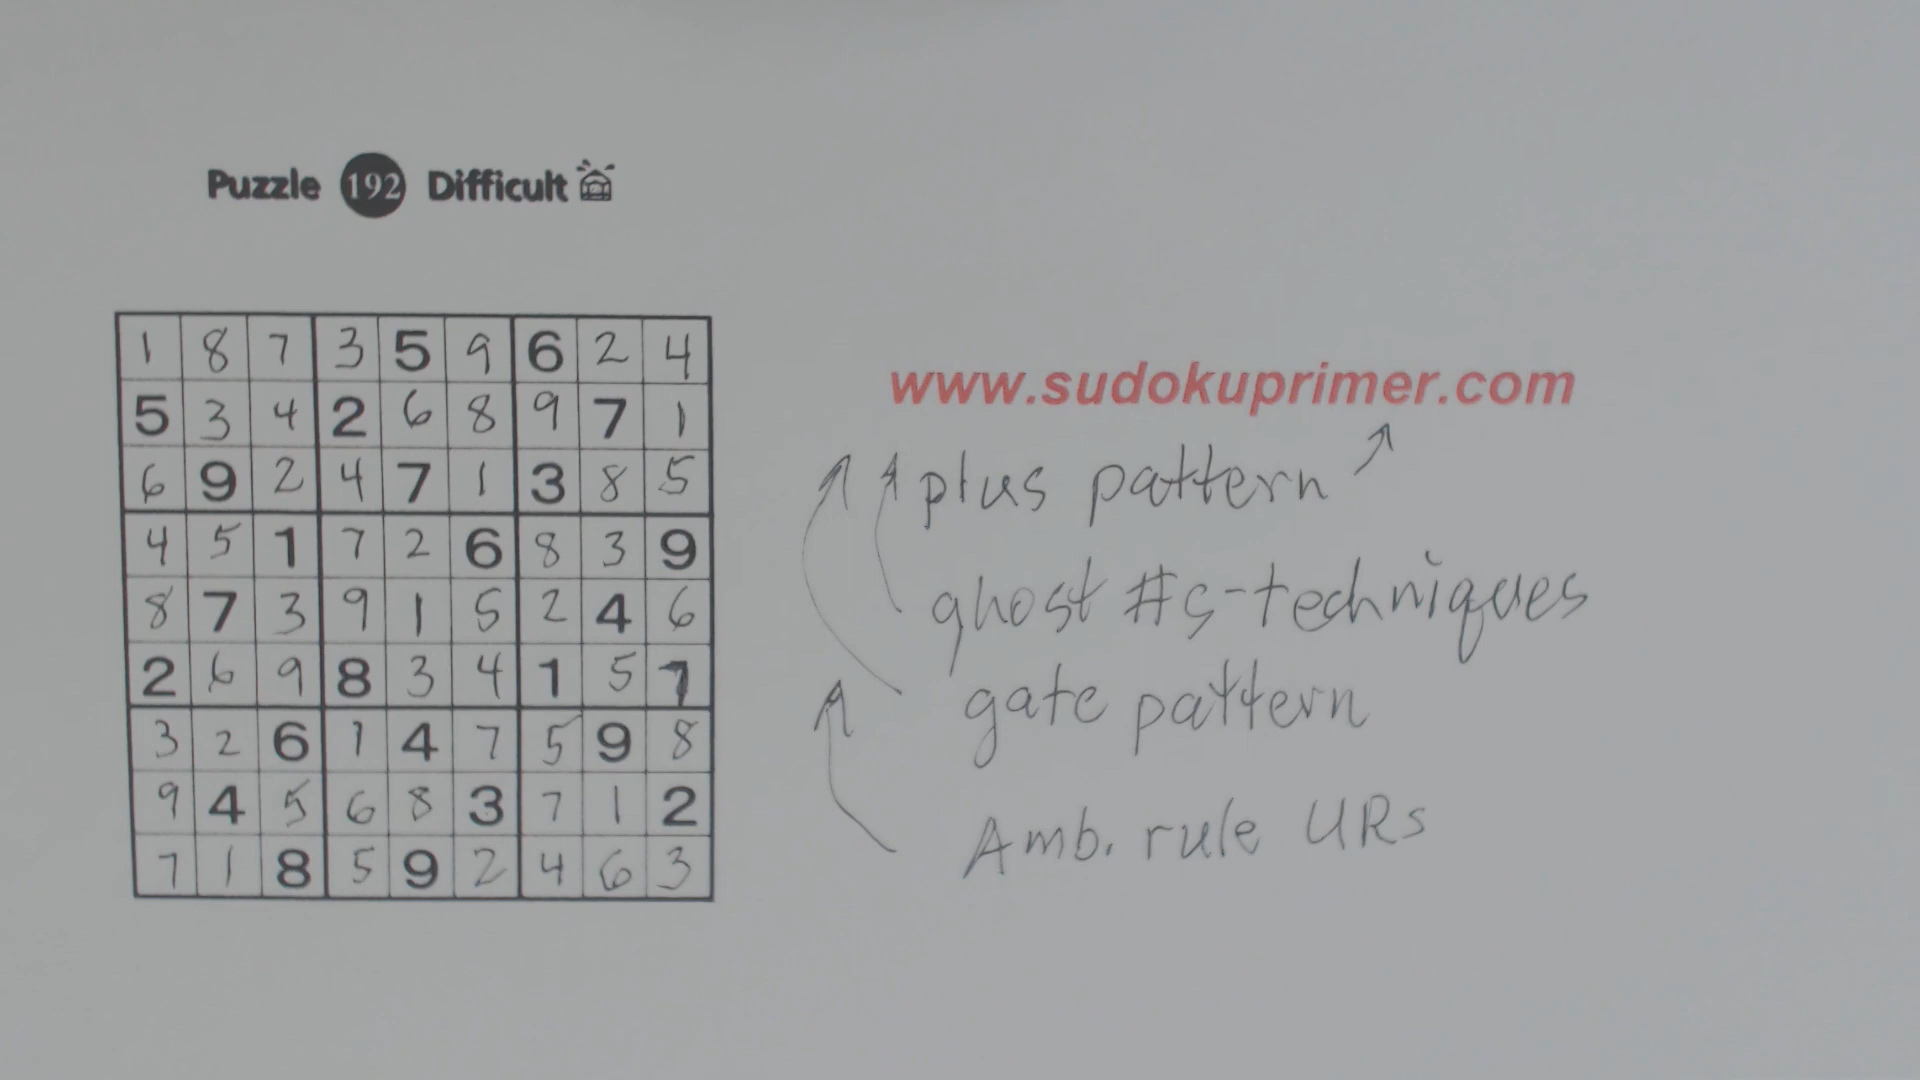 Puzzle 192 Difficult
1 8 7 3 5 9 6 2 4
5 3 4 2 6 8 9 7 1
6 9 2 4 7 1 3 8 5
4 5 1 7 2 6 8 3 9
8 7 3 9 1 5 2 4 6
2 6 9 8 3 4 1 5 7
3 2 6 1 4 7 5 9 8
9 4 5 6 8 3 7 1 2
7 1 8 5 9 2 4 6 3
www.sudokuprimer.com
plus pattern
ghost #s-techniques
gate pattern
Amb. rule URs